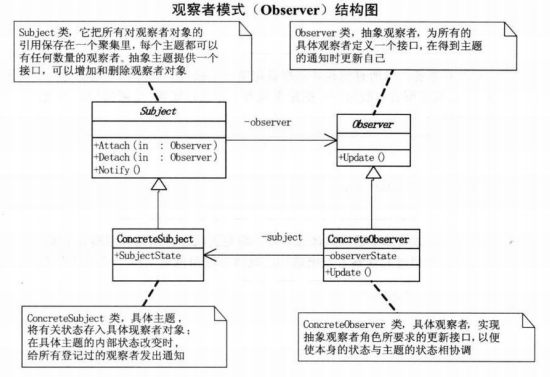 观察者模式（Observer）结构图
Subject 类，它把所有对观察者对象的
引用保存在一个聚集里，每个主题都可以
有任何数量的观察者。抽象主题提供一个
接口，可以增加和删除观察者对象
Observer 类，抽象观察者，为所有的
具体观察者定义一个接口，在得到主题
的通知时更新自己
Subject
+Attach(in : Observer)
+Detach(in : Observer)
+Notify()
-observer
Observer
+Update()
ConcreteSubject
+SubjectState
-subject
ConcreteObserver
-observerState
+Update()
ConcreteSubject 类，具体主题，
将有关状态存入具体现察者对象；
在具体主题的内部状态改变时，
给所有登记过的观察者发出通知
ConcreteObserver 类，具体观察者，实现
抽象观察者角色所要求的更新接口，以便
使本身的状态与主题的状态相协调